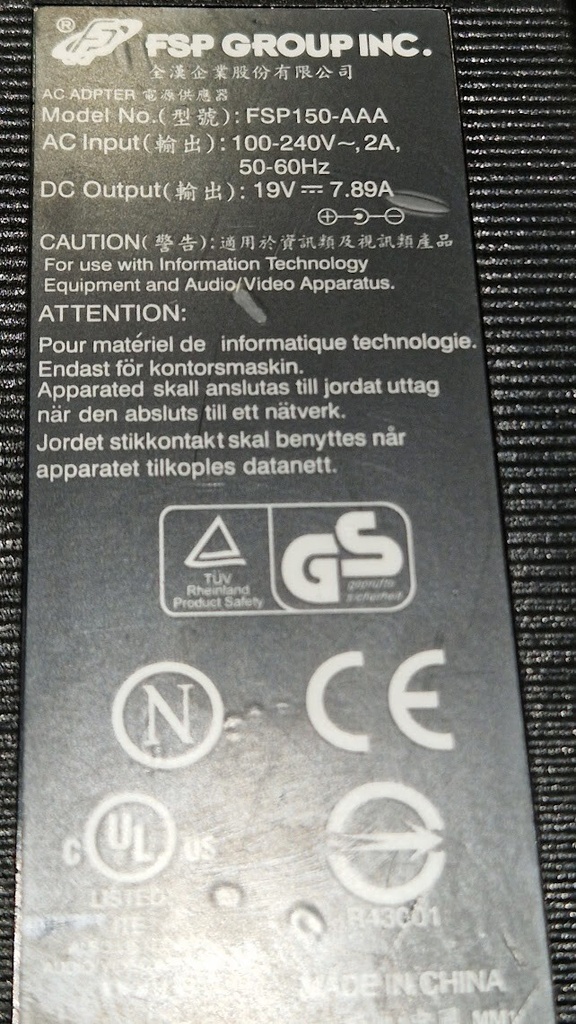 ® FSP GROUP INC.
全漢企業股份有限公司
AC ADPTER 電源供應器
Model No.(型號): FSP150-AAA
AC Input(輸出): 100-240V~, 2A,
50-60Hz
DC Output(輸出): 19V ⎓ 7.89A
CAUTION(警告): 適用於資訊類及視訊類產品
For use with Information Technology
Equipment and Audio/Video Apparatus.
ATTENTION:
Pour matériel de informatique technologie.
Endast för kontorsmaskin.
Apparated skall anslutas till jordat uttag
när den absluts till ett nätverk.
Jordet stikkontakt skal benyttes når
apparatet tilkoples datanett.
TÜV
Rheinland
Product Safety
GS
geprüfte
sicherheit
N
CE
C UL US
LISTED
R43001
MADE IN CHINA